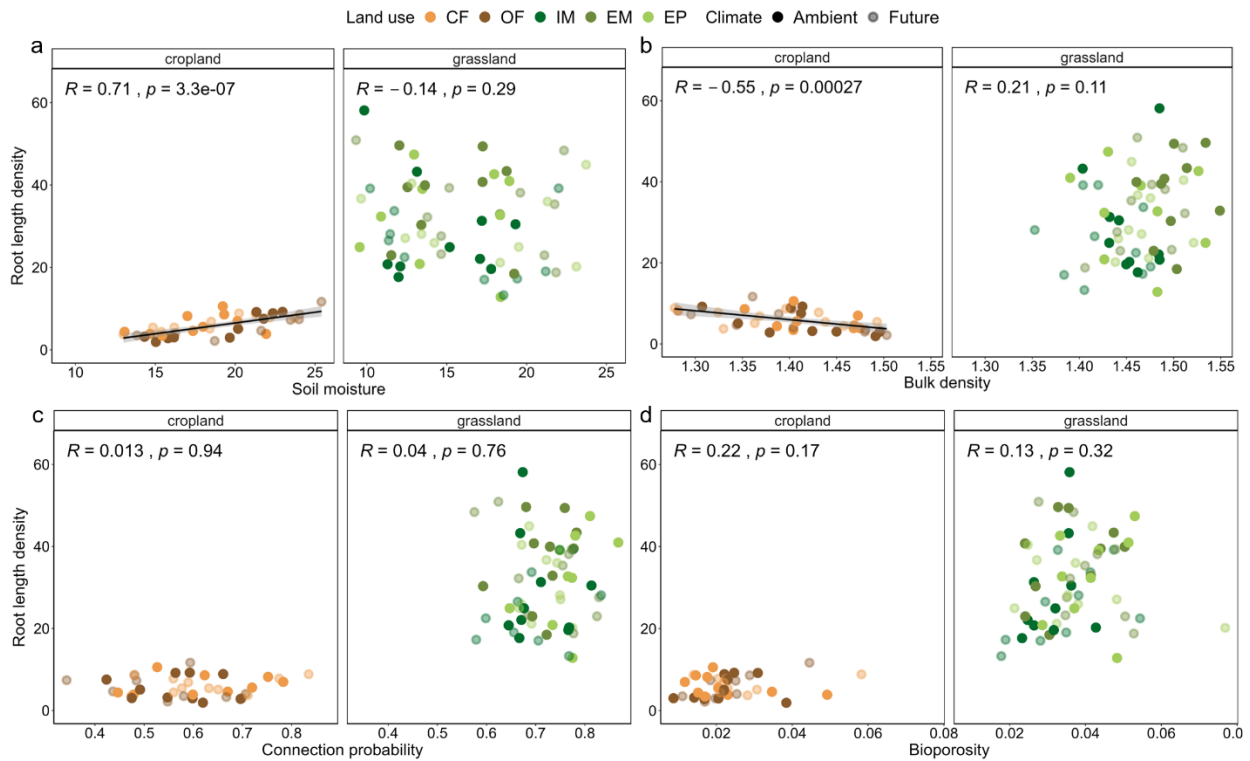 Land use CF OF IM EM EP Climate Ambient Future
a
cropland
grassland
R = 0.71 , p = 3.3e-07
R = − 0.14 , p = 0.29
60
40
20
0
Root length density
10 15 20 25
10 15 20 25
Soil moisture
b
cropland
grassland
R = − 0.55 , p = 0.00027
R = 0.21 , p = 0.11
60
40
20
0
1.30 1.35 1.40 1.45 1.50 1.55
1.30 1.35 1.40 1.45 1.50 1.55
Bulk density
c
cropland
grassland
R = 0.013 , p = 0.94
R = 0.04 , p = 0.76
60
40
20
0
Root length density
0.4 0.5 0.6 0.7 0.8
0.4 0.5 0.6 0.7 0.8
Connection probability
d
cropland
grassland
R = 0.22 , p = 0.17
R = 0.13 , p = 0.32
60
40
20
0
0.02 0.04 0.06 0.08
0.02 0.04 0.06 0.0
Bioporosity